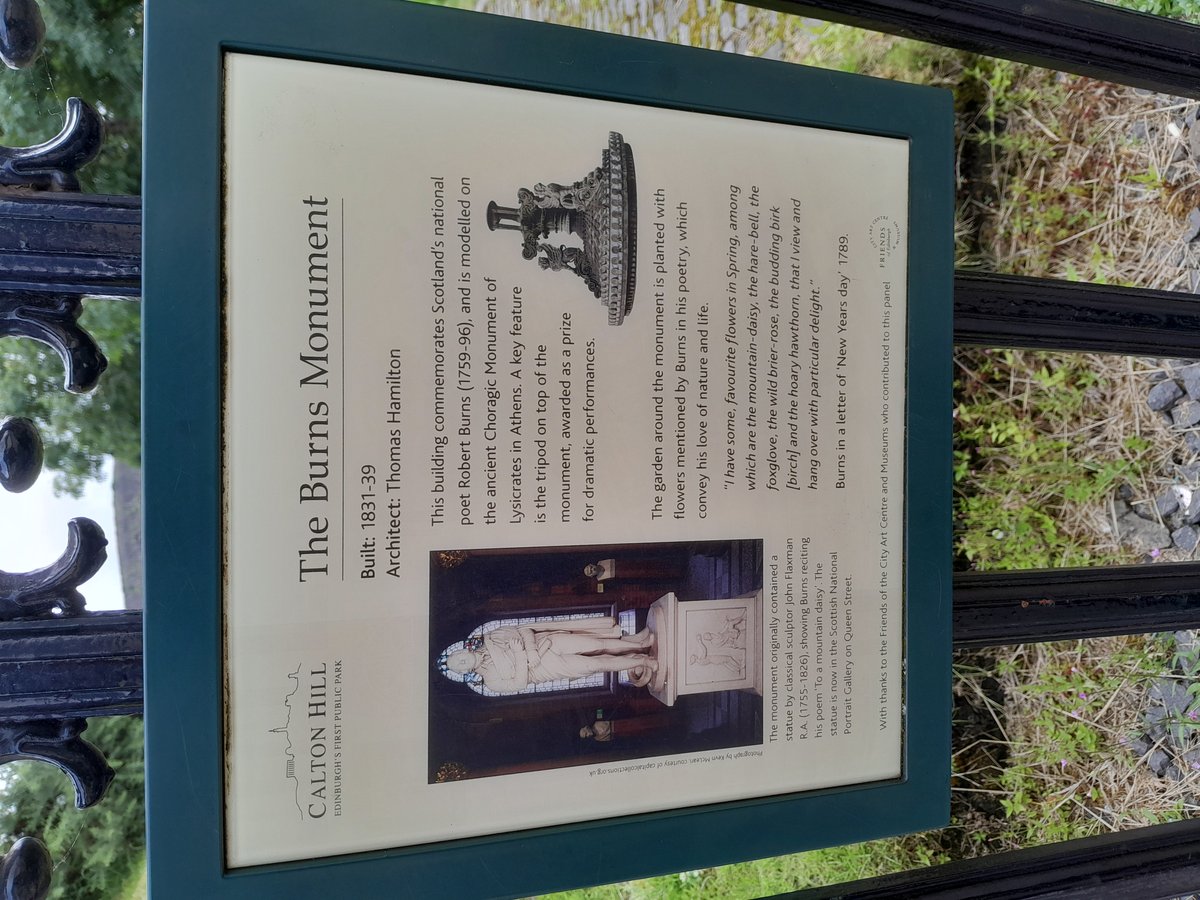 CALTON HILL
EDINBURGH'S FIRST PUBLIC PARK
The Burns Monument
Built: 1831-39
Architect: Thomas Hamilton
This building commemorates Scotland's national
poet Robert Burns (1759-96), and is modelled on
the ancient Choragic Monument of
Lysicrates in Athens. A key feature
is the tripod on top of the
monument, awarded as a prize
for dramatic performances.
The garden around the monument is planted with
flowers mentioned by Burns in his poetry, which
convey his love of nature and life.
"I have some, favourite flowers in Spring, among
which are the mountain-daisy, the hare-bell, the
foxglove, the wild brier-rose, the budding birk
[birch] and the hoary hawthorn, that I view and
hang over with particular delight."
Burns in a letter of 'New Years day' 1789.
Photograph by Kevin McLean, courtesy of capitalcollections.org.uk
The monument originally contained a
statue by classical sculptor John Flaxman
R.A. (1755-1826), showing Burns reciting
his poem 'To a mountain daisy'. The
statue is now in the Scottish National
Portrait Gallery on Queen Street.
With thanks to the Friends of the City Art Centre and Museums who contributed to this panel
CITY ART CENTRE
FRIENDS
of Edinburgh
& MUSEUMS